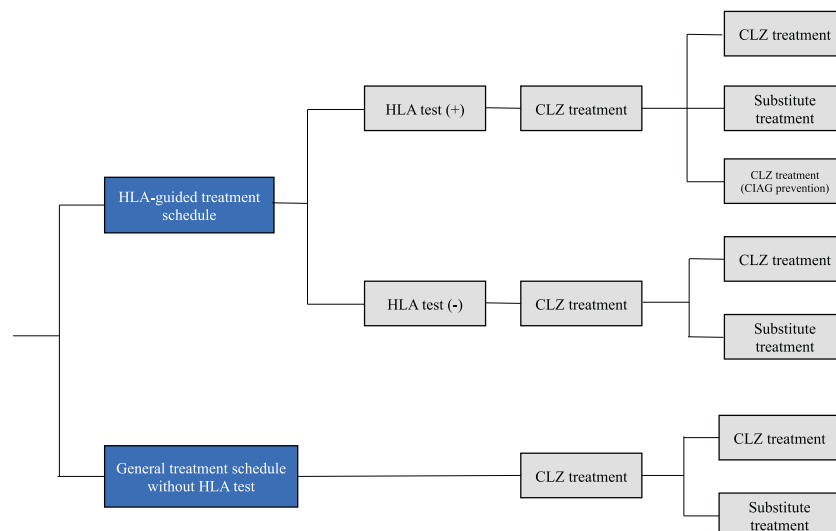 CLZ treatment
HLA test (+)
CLZ treatment
Substitute
treatment
CLZ treatment
(CIAG prevention)
HLA-guided treatment
schedule
CLZ treatment
HLA test (-)
CLZ treatment
Substitute
treatment
CLZ treatment
General treatment schedule
without HLA test
CLZ treatment
Substitute
treatment